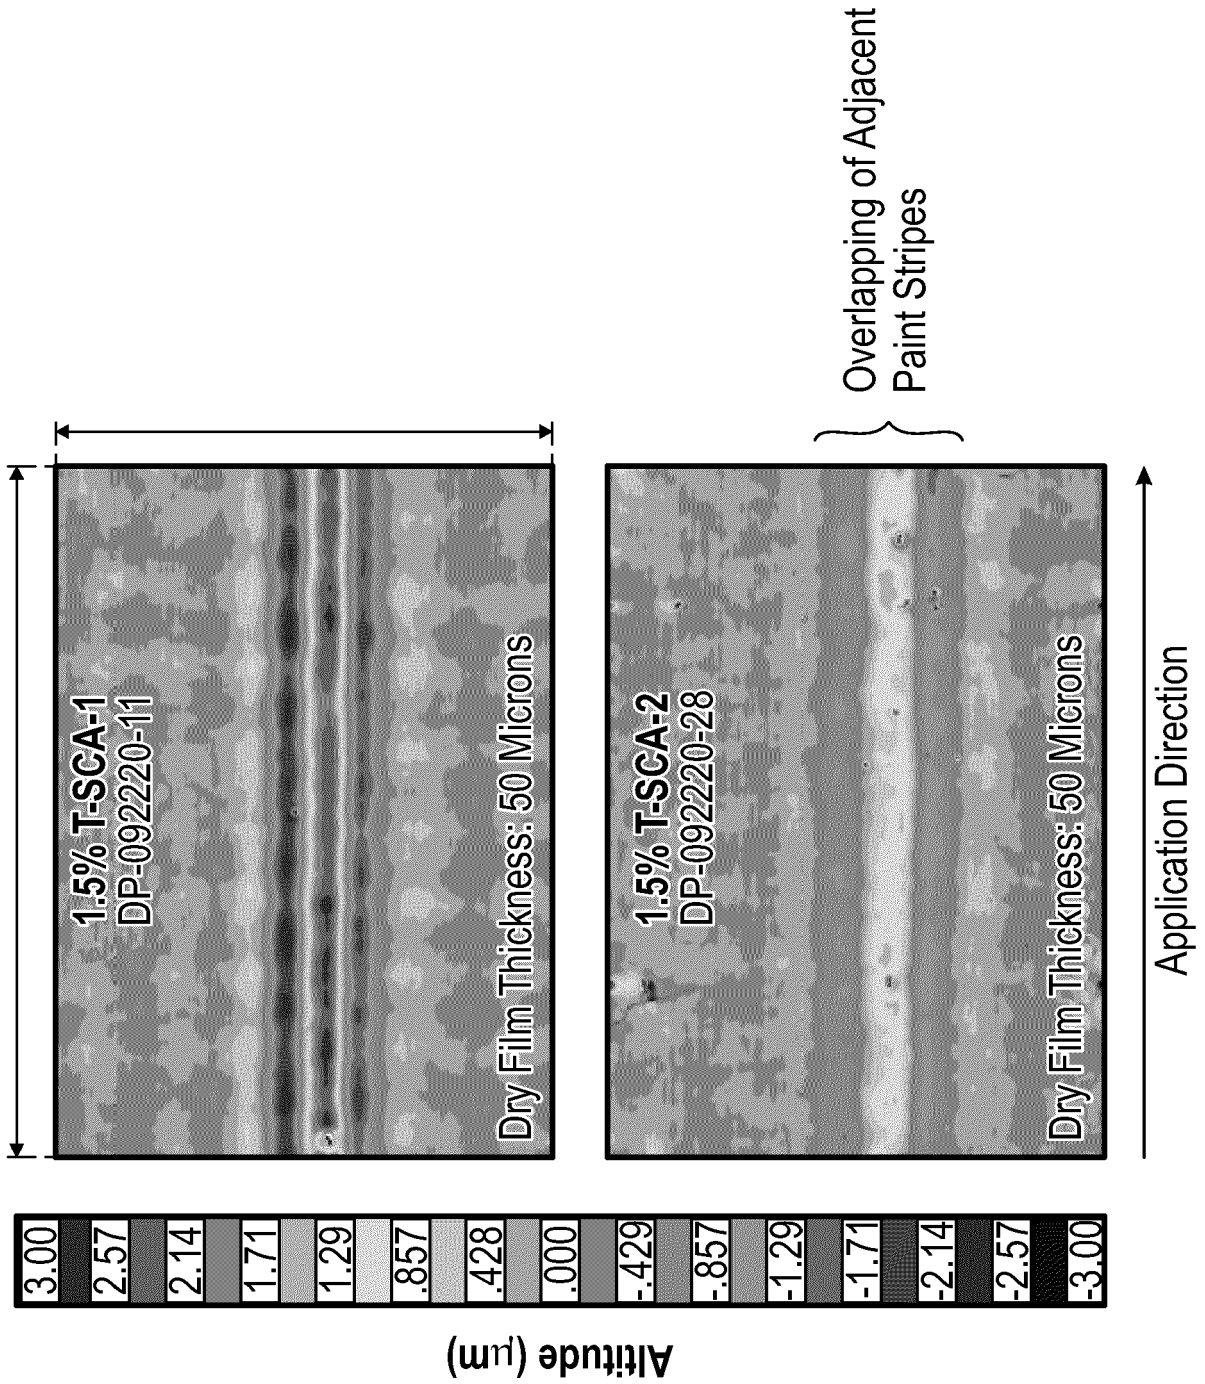 Altitude (µm)
3.00
2.57
2.14
1.71
1.29
.857
.428
.000
-.429
-.857
-1.29
-1.71
-2.14
-2.57
-3.00
1.5% T-SCA-1
DP-092220-11
Dry Film Thickness: 50 Microns
1.5% T-SCA-2
DP-092220-28
Dry Film Thickness: 50 Microns
Overlapping of Adjacent
Paint Stripes
Application Direction